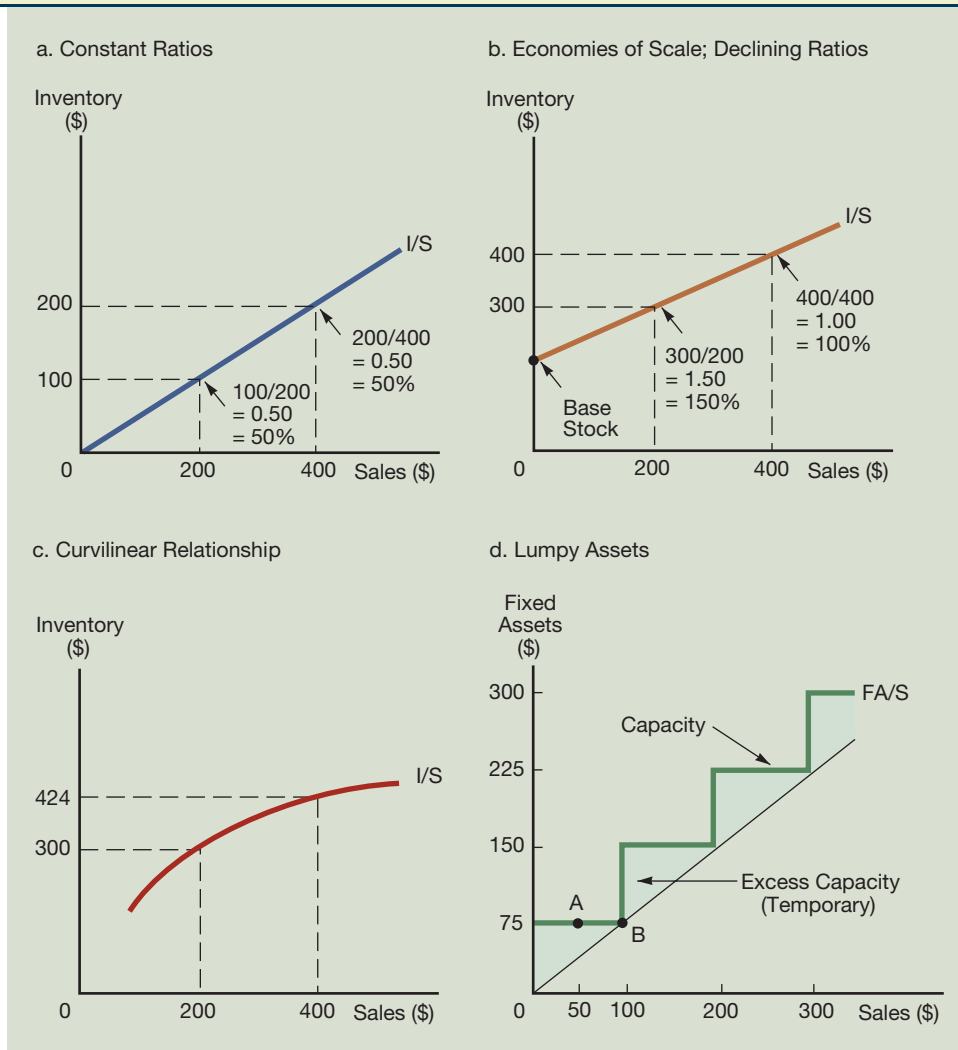 a. Constant Ratios
Inventory
($)
I/S
200
100
200/400
= 0.50
= 50%
100/200
= 0.50
= 50%
0
200
400
Sales ($)
b. Economies of Scale; Declining Ratios
Inventory
($)
I/S
400
300
400/400
= 1.00
= 100%
300/200
= 1.50
= 150%
Base
Stock
0
200
400
Sales ($)
c. Curvilinear Relationship
Inventory
($)
I/S
424
300
0
200
400
Sales ($)
d. Lumpy Assets
Fixed
Assets
($)
300
FA/S
Capacity
225
150
Excess Capacity
(Temporary)
A
75
B
0
50
100
200
300
Sales ($)